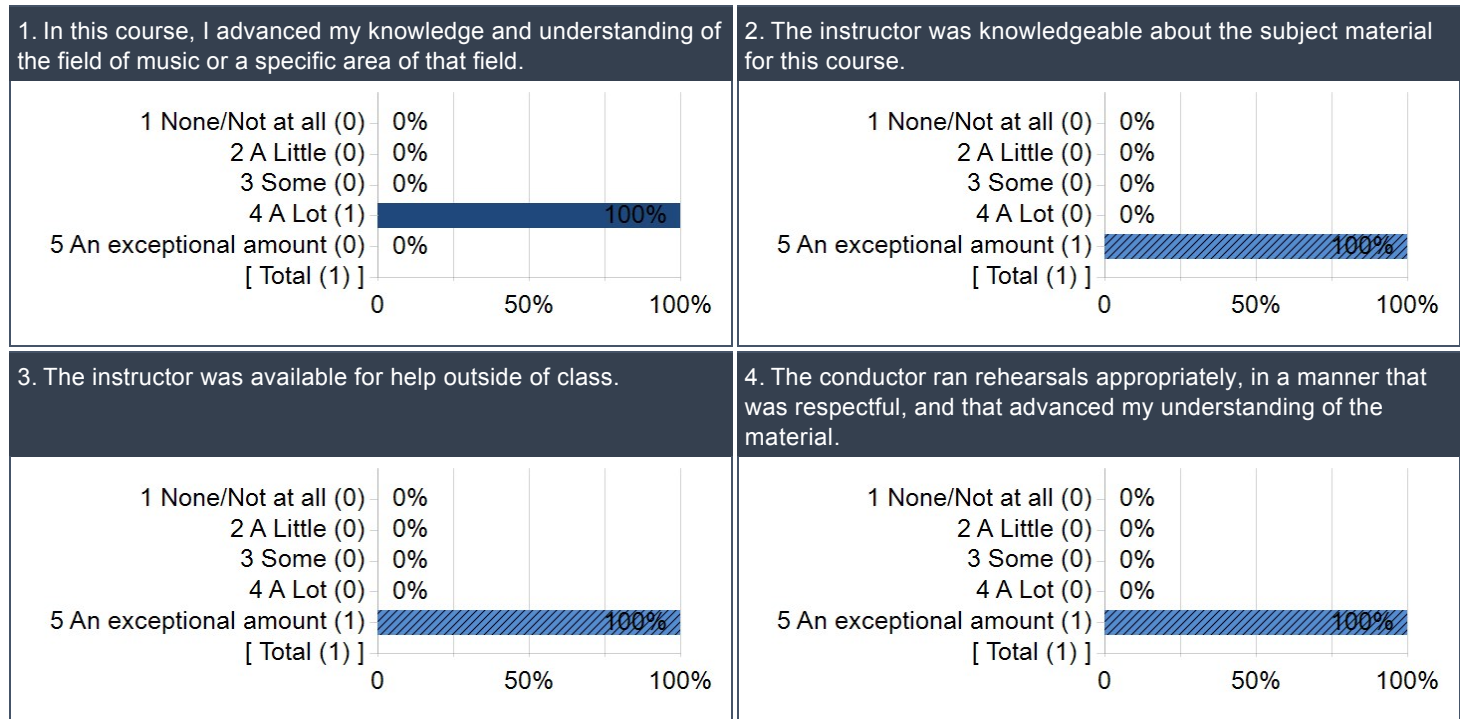 1. In this course, I advanced my knowledge and understanding of
the field of music or a specific area of that field.
1 None/Not at all (0) 0%
2 A Little (0) 0%
3 Some (0) 0%
4 A Lot (1) 100%
5 An exceptional amount (0) 0%
[ Total (1) ]
0 50% 100%
2. The instructor was knowledgeable about the subject material
for this course.
1 None/Not at all (0) 0%
2 A Little (0) 0%
3 Some (0) 0%
4 A Lot (0) 0%
5 An exceptional amount (1) 100%
[ Total (1) ]
0 50% 100%
3. The instructor was available for help outside of class.
1 None/Not at all (0) 0%
2 A Little (0) 0%
3 Some (0) 0%
4 A Lot (0) 0%
5 An exceptional amount (1) 100%
[ Total (1) ]
0 50% 100%
4. The conductor ran rehearsals appropriately, in a manner that
was respectful, and that advanced my understanding of the
material.
1 None/Not at all (0) 0%
2 A Little (0) 0%
3 Some (0) 0%
4 A Lot (0) 0%
5 An exceptional amount (1) 100%
[ Total (1) ]
0 50% 100%